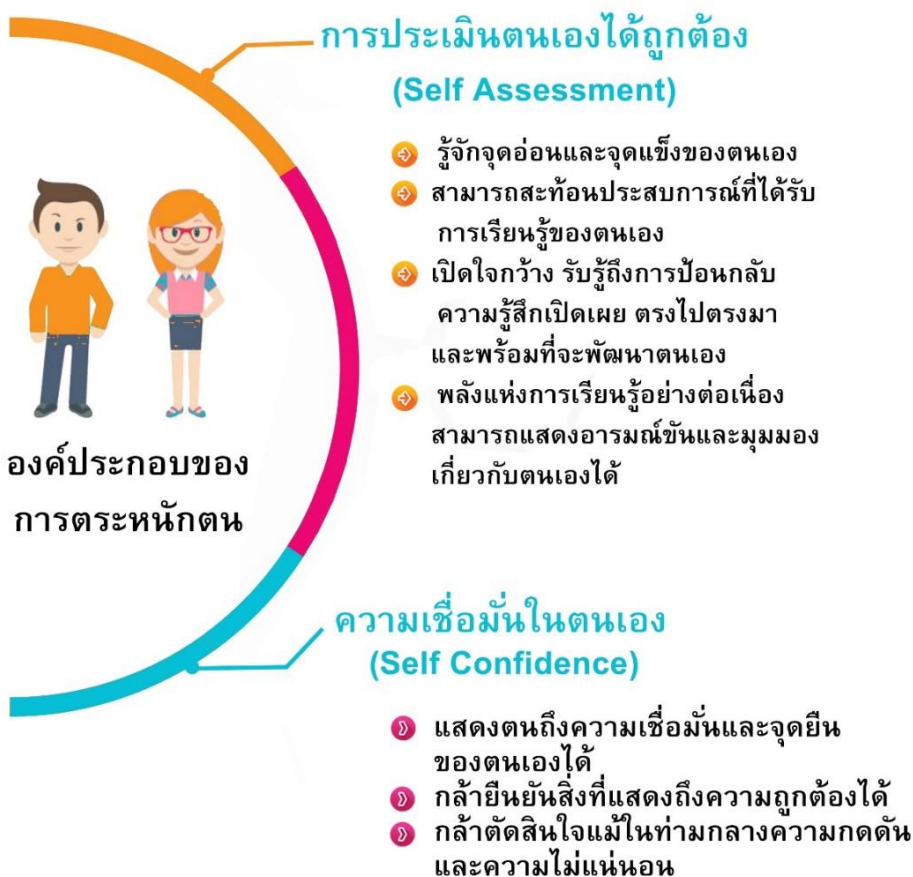 การประเมินตนเองได้ถูกต้อง
(Self Assessment)
รู้จักจุดอ่อนและจุดแข็งของตนเอง
สามารถสะท้อนประสบการณ์ที่ได้รับ
การเรียนรู้ของตนเอง
เปิดใจกว้าง รับรู้ถึงการป้อนกลับ
ความรู้สึกเปิดเผย ตรงไปตรงมา
และพร้อมที่จะพัฒนาตนเอง
พลังแห่งการเรียนรู้อย่างต่อเนื่อง
สามารถแสดงอารมณ์ขันและมุมมอง
เกี่ยวกับตนเองได้
องค์ประกอบของ
การตระหนักตน
ความเชื่อมั่นในตนเอง
(Self Confidence)
แสดงตนถึงความเชื่อมั่นและจุดยืน
ของตนเองได้
กล้ายืนยันสิ่งที่แสดงถึงความถูกต้องได้
กล้าตัดสินใจแม้ในท่ามกลางความกดดัน
และความไม่แน่นอน